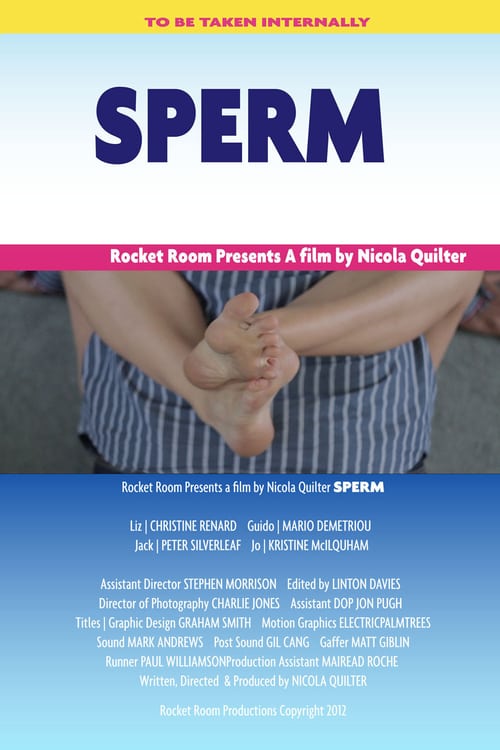 TO BE TAKEN INTERNALLY
SPERM
Rocket Room Presents A film by Nicola Quilter
Rocket Room Presents a film by Nicola Quilter SPERM
Liz | CHRISTINE RENARD Guido | MARIO DEMETRIOU
Jack | PETER SILVERLEAF Jo | KRISTINE McILQUHAM
Assistant Director STEPHEN MORRISON Edited by LINTON DAVIES
Director of Photography CHARLIE JONES Assistant DOP JON PUGH
Titles | Graphic Design GRAHAM SMITH Motion Graphics ELECTRICPALMTREES
Sound MARK ANDREWS Post Sound GIL CANG Gaffer MATT GIBLIN
Runner PAUL WILLIAMSONProduction Assistant MAIREAD ROCHE
Written, Directed & Produced by NICOLA QUILTER
Rocket Room Productions Copyright 2012